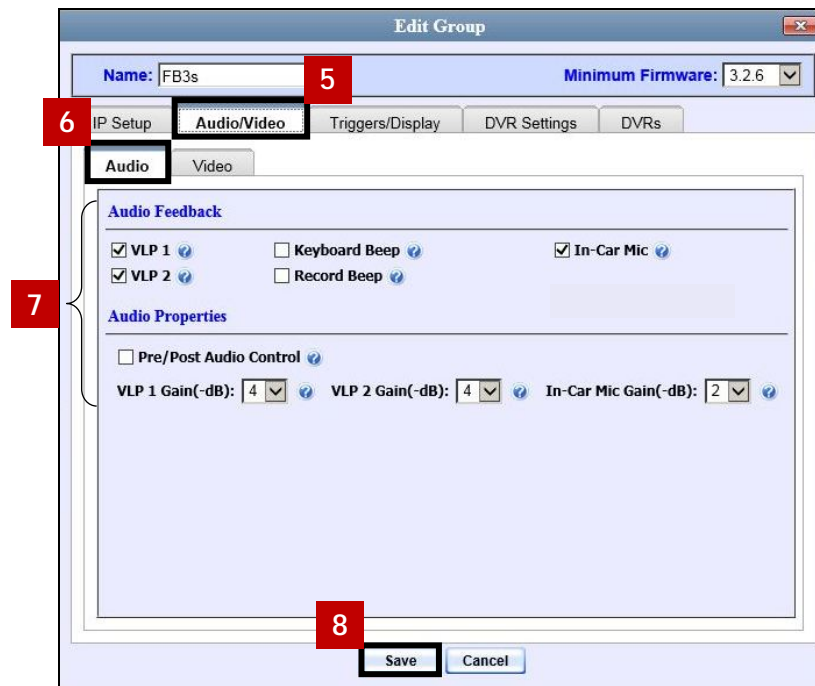 Edit Group
Name: FB3s
5
Minimum Firmware: 3.2.6
6
IP Setup
Audio/Video
Triggers/Display
DVR Settings
DVRs
Audio
Video
7
Audio Feedback
VLP 1 ? Keyboard Beep ? In-Car Mic ?
VLP 2 ? Record Beep ?
Audio Properties
Pre/Post Audio Control ?
VLP 1 Gain(-dB): 4 ? VLP 2 Gain(-dB): 4 ? In-Car Mic Gain(-dB): 2 ?
8
Save
Cancel